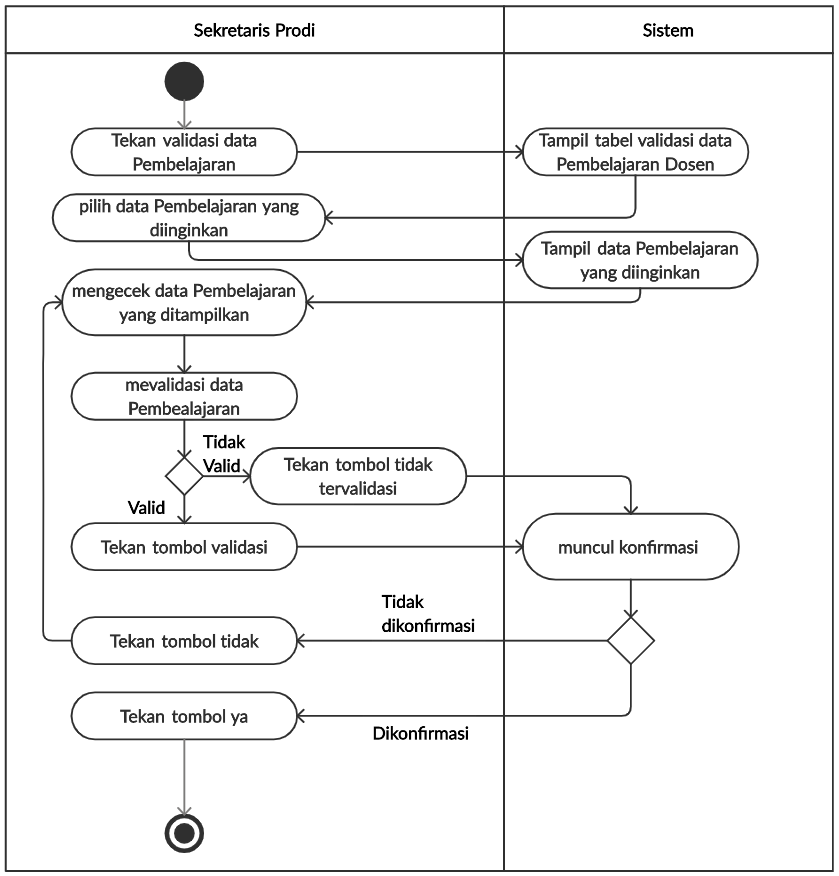 Sekretaris Prodi
Sistem
Tekan validasi data
Pembelajaran
Tampil tabel validasi data
Pembelajaran Dosen
pilih data Pembelajaran yang
diinginkan
Tampil data Pembelajaran
yang diinginkan
mengecek data Pembelajaran
yang ditampilkan
mevalidasi data
Pembealajaran
Tidak
Valid
Tekan tombol tidak
tervalidasi
Valid
Tekan tombol validasi
muncul konfirmasi
Tidak
dikonfirmasi
Tekan tombol tidak
Tekan tombol ya
Dikonfirmasi